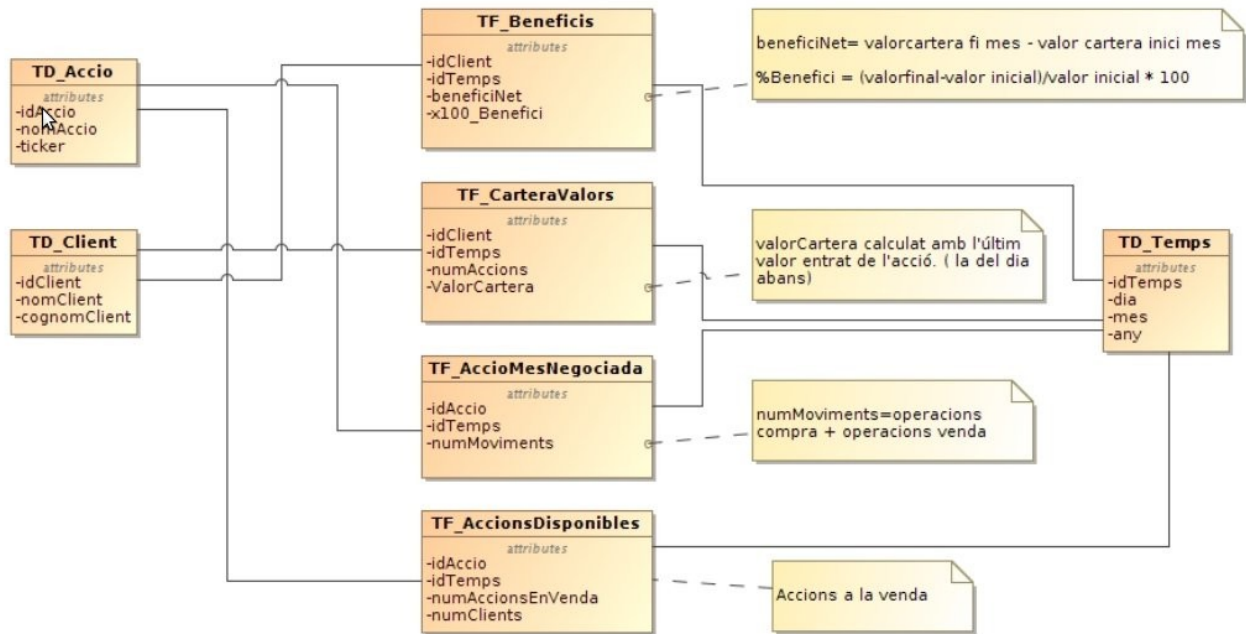 TD_Accio
attributes
-idAccio
-nomAccio
-ticker
TD_Client
attributes
-idClient
-nomClient
-cognomClient
TF_Beneficis
attributes
-idClient
-idTemps
-beneficiNet
-x100_Benefici
beneficiNet= valorcartera fi mes - valor cartera inici mes
%Benefici = (valorfinal-valor inicial)/valor inicial * 100
TF_CarteraValors
attributes
-idClient
-idTemps
-numAccions
-ValorCartera
valorCartera calculat amb l'últim
valor entrat de l'acció. ( la del dia
abans)
TD_Temps
attributes
-idTemps
-dia
-mes
-any
TF_AccioMesNegociada
attributes
-idAccio
-idTemps
-numMoviments
numMoviments=operacions
compra + operacions venda
TF_AccionsDisponibles
attributes
-idAccio
-idTemps
-numAccionsEnVenda
-numClients
Accions a la venda